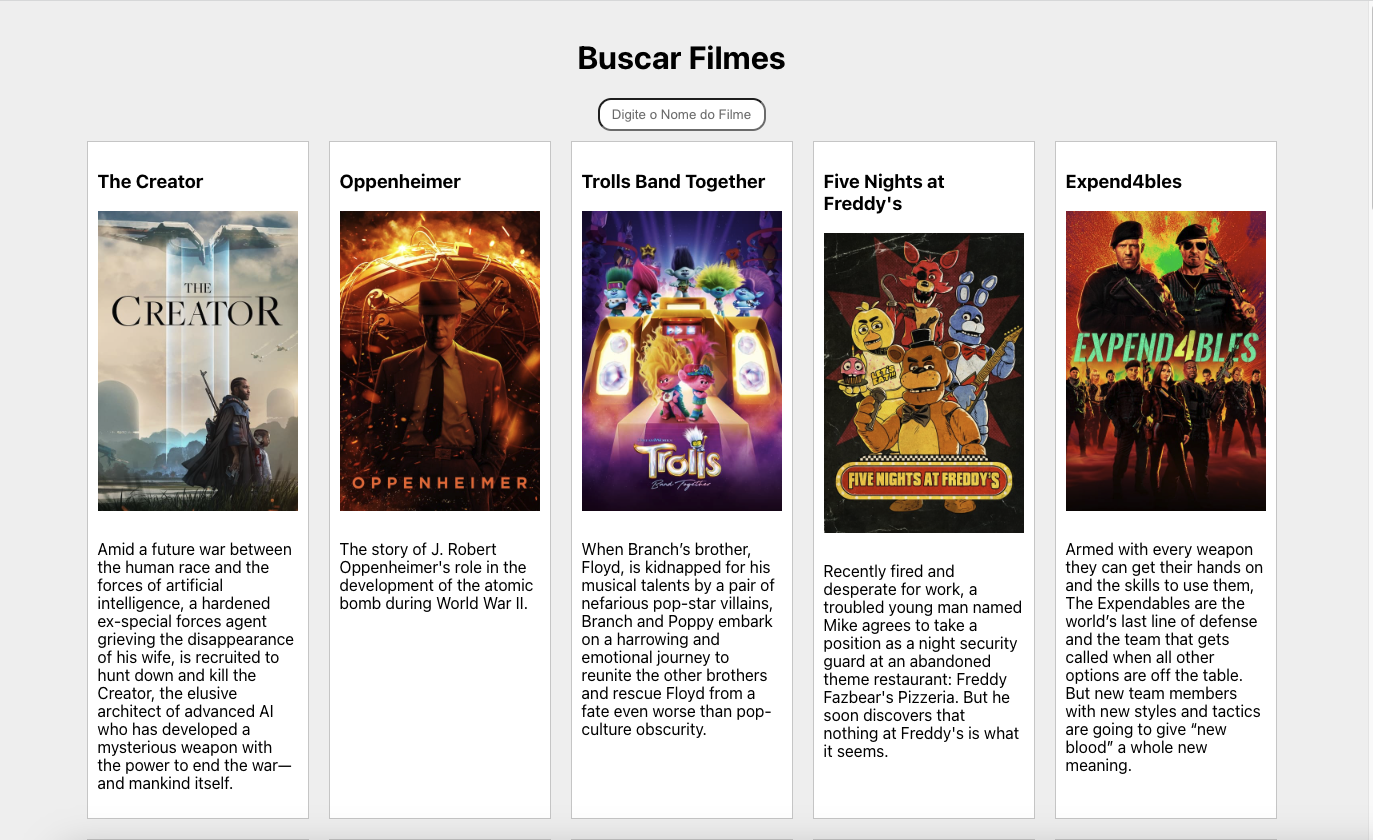 Buscar Filmes
Digite o Nome do Filme
The Creator
THE
CREATOR
Amid a future war between
the human race and the
forces of artificial
intelligence, a hardened
ex-special forces agent
grieving the disappearance
of his wife, is recruited to
hunt down and kill the
Creator, the elusive
architect of advanced AI
who has developed a
mysterious weapon with
the power to end the war—
and mankind itself.
Oppenheimer
OPPENHEIMER
The story of J. Robert
Oppenheimer's role in the
development of the atomic
bomb during World War II.
Trolls Band Together
Trolls
Band Together
When Branch’s brother,
Floyd, is kidnapped for his
musical talents by a pair of
nefarious pop-star villains,
Branch and Poppy embark
on a harrowing and
emotional journey to
reunite the other brothers
and rescue Floyd from a
fate even worse than pop-
culture obscurity.
Five Nights at
Freddy's
LET'S
EAT!!!
FIVE NIGHTS AT FREDDY'S
Recently fired and
desperate for work, a
troubled young man named
Mike agrees to take a
position as a night security
guard at an abandoned
theme restaurant: Freddy
Fazbear's Pizzeria. But he
soon discovers that
nothing at Freddy's is what
it seems.
Expend4bles
EXPEND4BLES
Armed with every weapon
they can get their hands on
and the skills to use them,
The Expendables are the
world’s last line of defense
and the team that gets
called when all other
options are off the table.
But new team members
with new styles and tactics
are going to give “new
blood” a whole new
meaning.